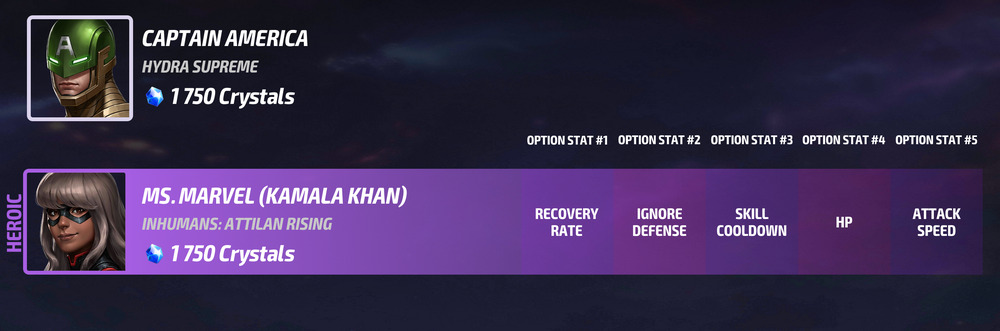 CAPTAIN AMERICA
HYDRA SUPREME
1 750 Crystals
OPTION STAT #1 OPTION STAT #2 OPTION STAT #3 OPTION STAT #4 OPTION STAT #5
HEROIC
MS. MARVEL (KAMALA KHAN)
INHUMANS: ATTILAN RISING
1 750 Crystals
RECOVERY
RATE
IGNORE
DEFENSE
SKILL
COOLDOWN
HP
ATTACK
SPEED